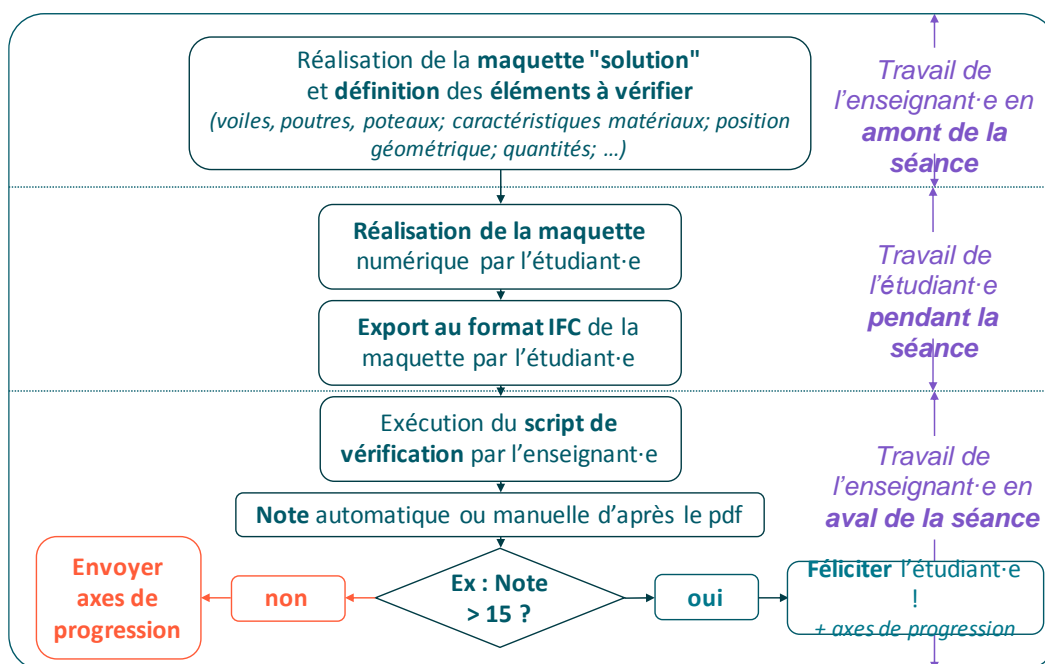 Réalisation de la maquette "solution"
et définition des éléments à vérifier
(voiles, poutres, poteaux; caractéristiques matériaux; position
géométrique; quantités; ...)
Travail de
l'enseignant·e en
amont de la
séance
Réalisation de la maquette
numérique par l'étudiant·e
Export au format IFC de la
maquette par l'étudiant·e
Travail de
l'étudiant·e
pendant la
séance
Exécution du script de
vérification par l'enseignant·e
Note automatique ou manuelle d'après le pdf
Travail de
l'enseignant·e en
aval de la séance
Envoyer
axes de
progression
non
Ex : Note
> 15 ?
oui
Féliciter l'étudiant·e
!
+ axes de progression